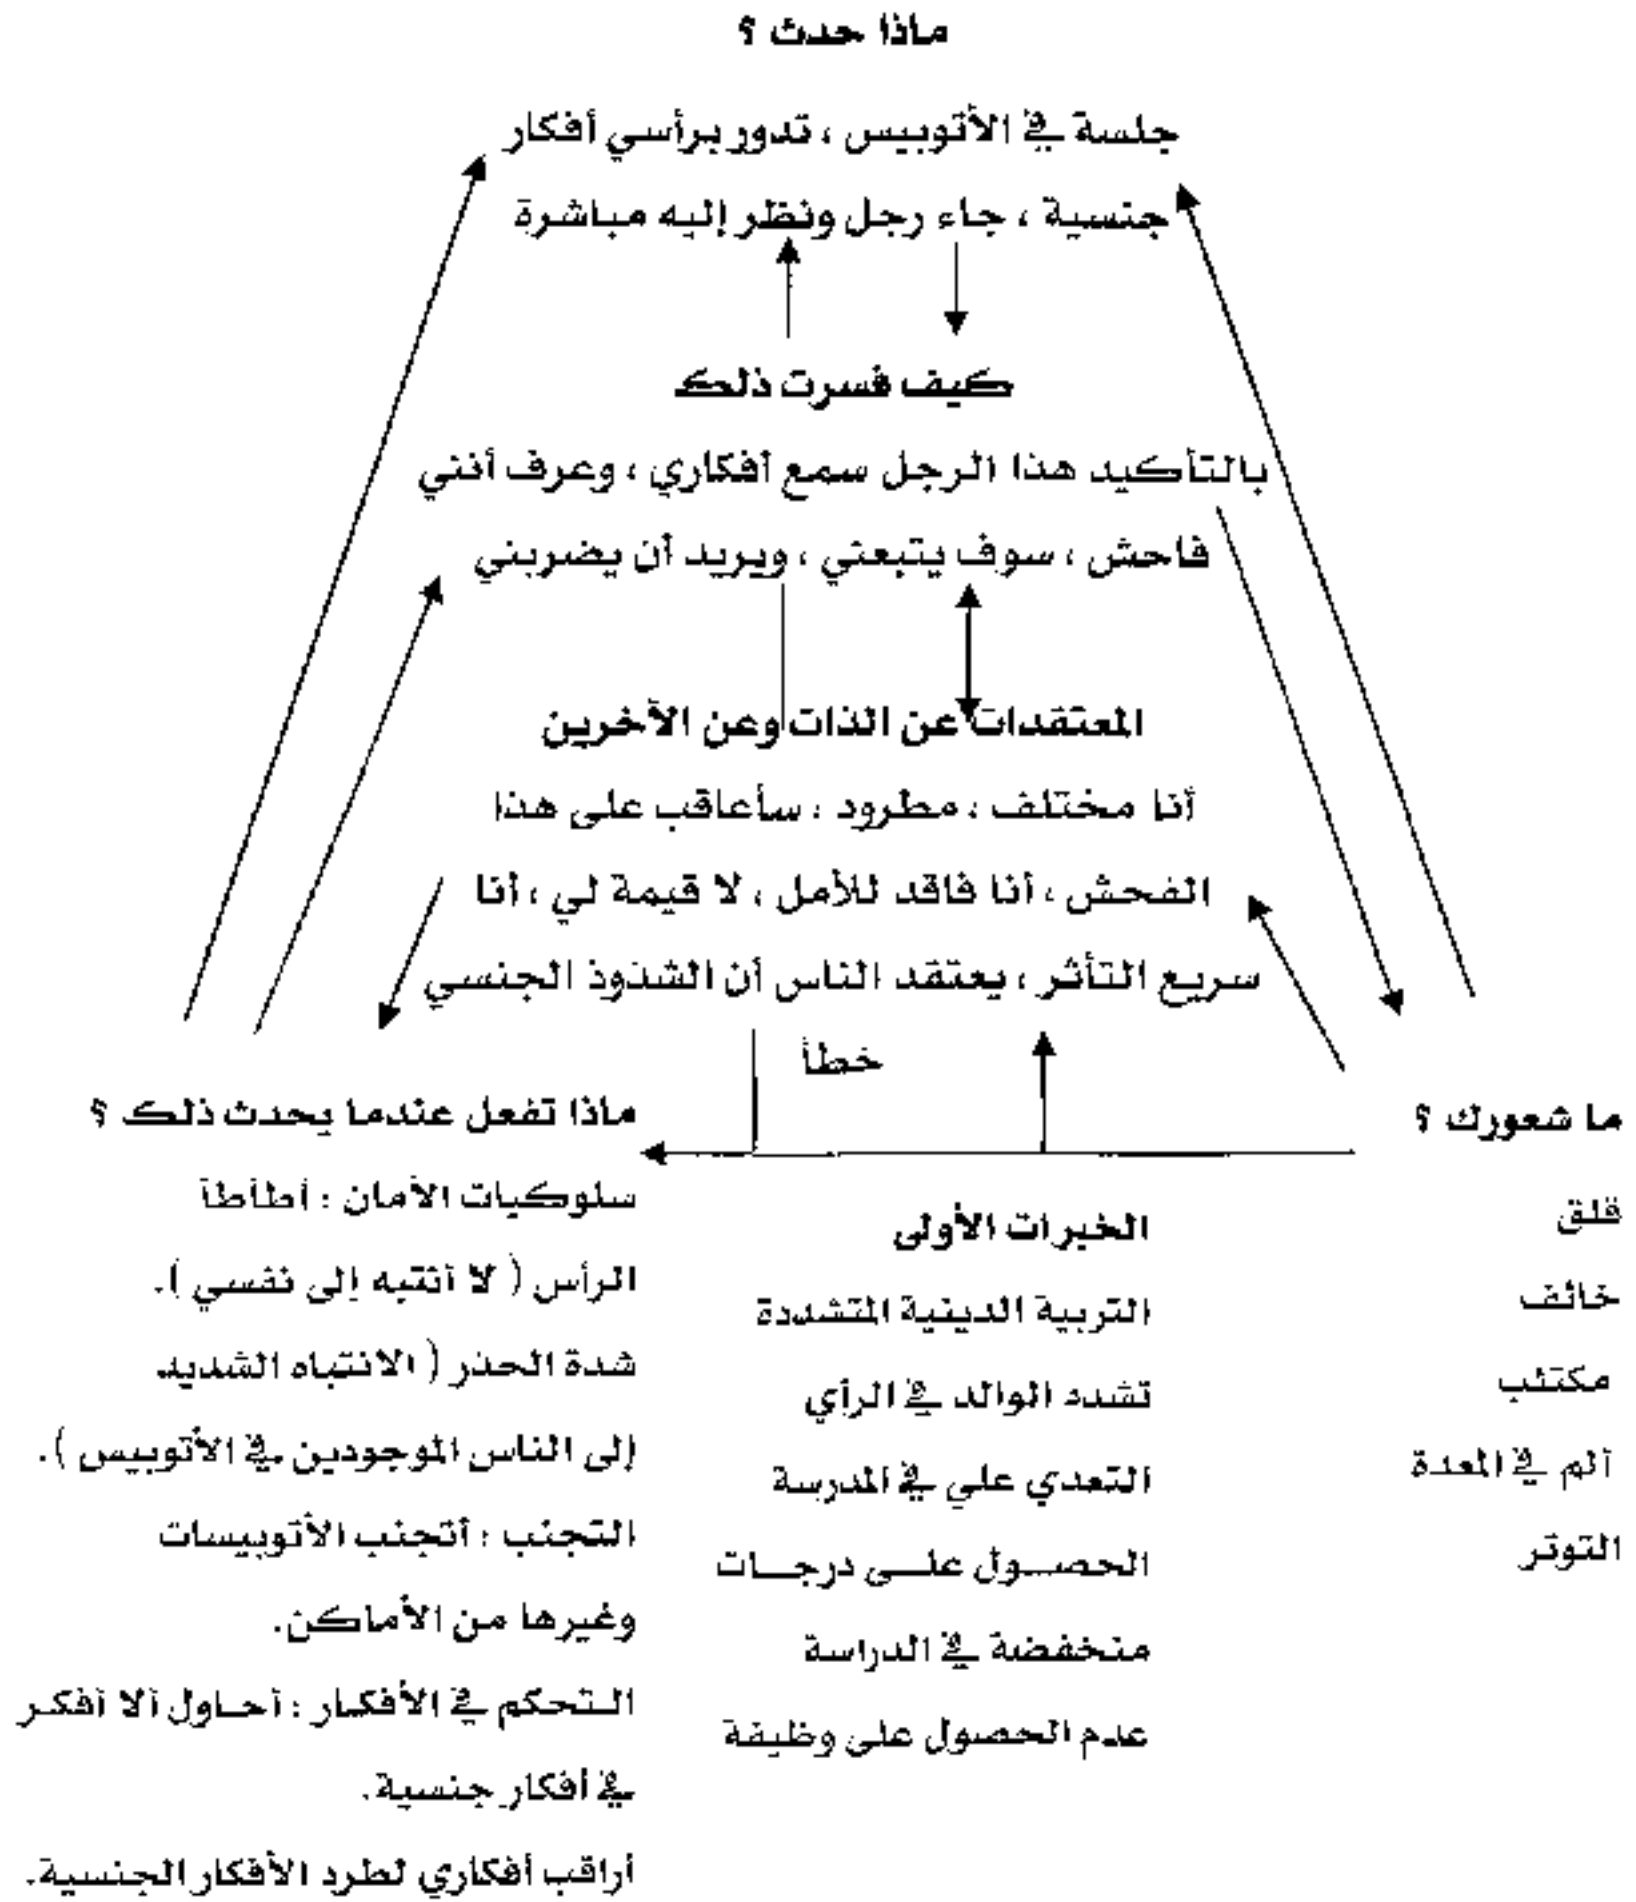 ماذا حدث ؟
جلسة في الأتوبيس ، تدور برأسي أفكار
جنسية ، جاء رجل ونظر إليه مباشرة
كيف فسرت ذلك
بالتأكيد هذا الرجل سمع أفكاري ، وعرف أنني
فاحش ، سوف يتبعني ، ويريد أن يضربني
المعتقدات عن الذات وعن الأخرين
أنا مختلف ، مطرود ، سأعاقب على هذا
الفحش ، أنا فاقد للأمل ، لا قيمة لي ، أنا
سريع التأثر ، يعتقد الناس أن الشذوذ الجنسي
خطأ
ما شعورك ؟
قلق
خائف
مكتئب
ألم في المعدة
التوتر
الخبرات الأولى
التربية الدينية المتشددة
تشدد الوالد في الرأي
التعدي علي في المدرسة
الحصول على درجات
منخفضة في الدراسة
عدم الحصول على وظيفة
ماذا تفعل عندما يحدث ذلك ؟
سلوكيات الأمان : أطأطأ
الرأس ( لا أنتبه إلى نفسي ).
شدة الحذر ( الانتباه الشديد
إلى الناس الموجودين في الأتوبيس ).
التجنب : أتجنب الأتوبيسات
وغيرها من الأماكن.
التحكم في الأفكار : أحاول ألا أفكر
في أفكار جنسية.
أراقب أفكاري لطرد الأفكار الجنسية.